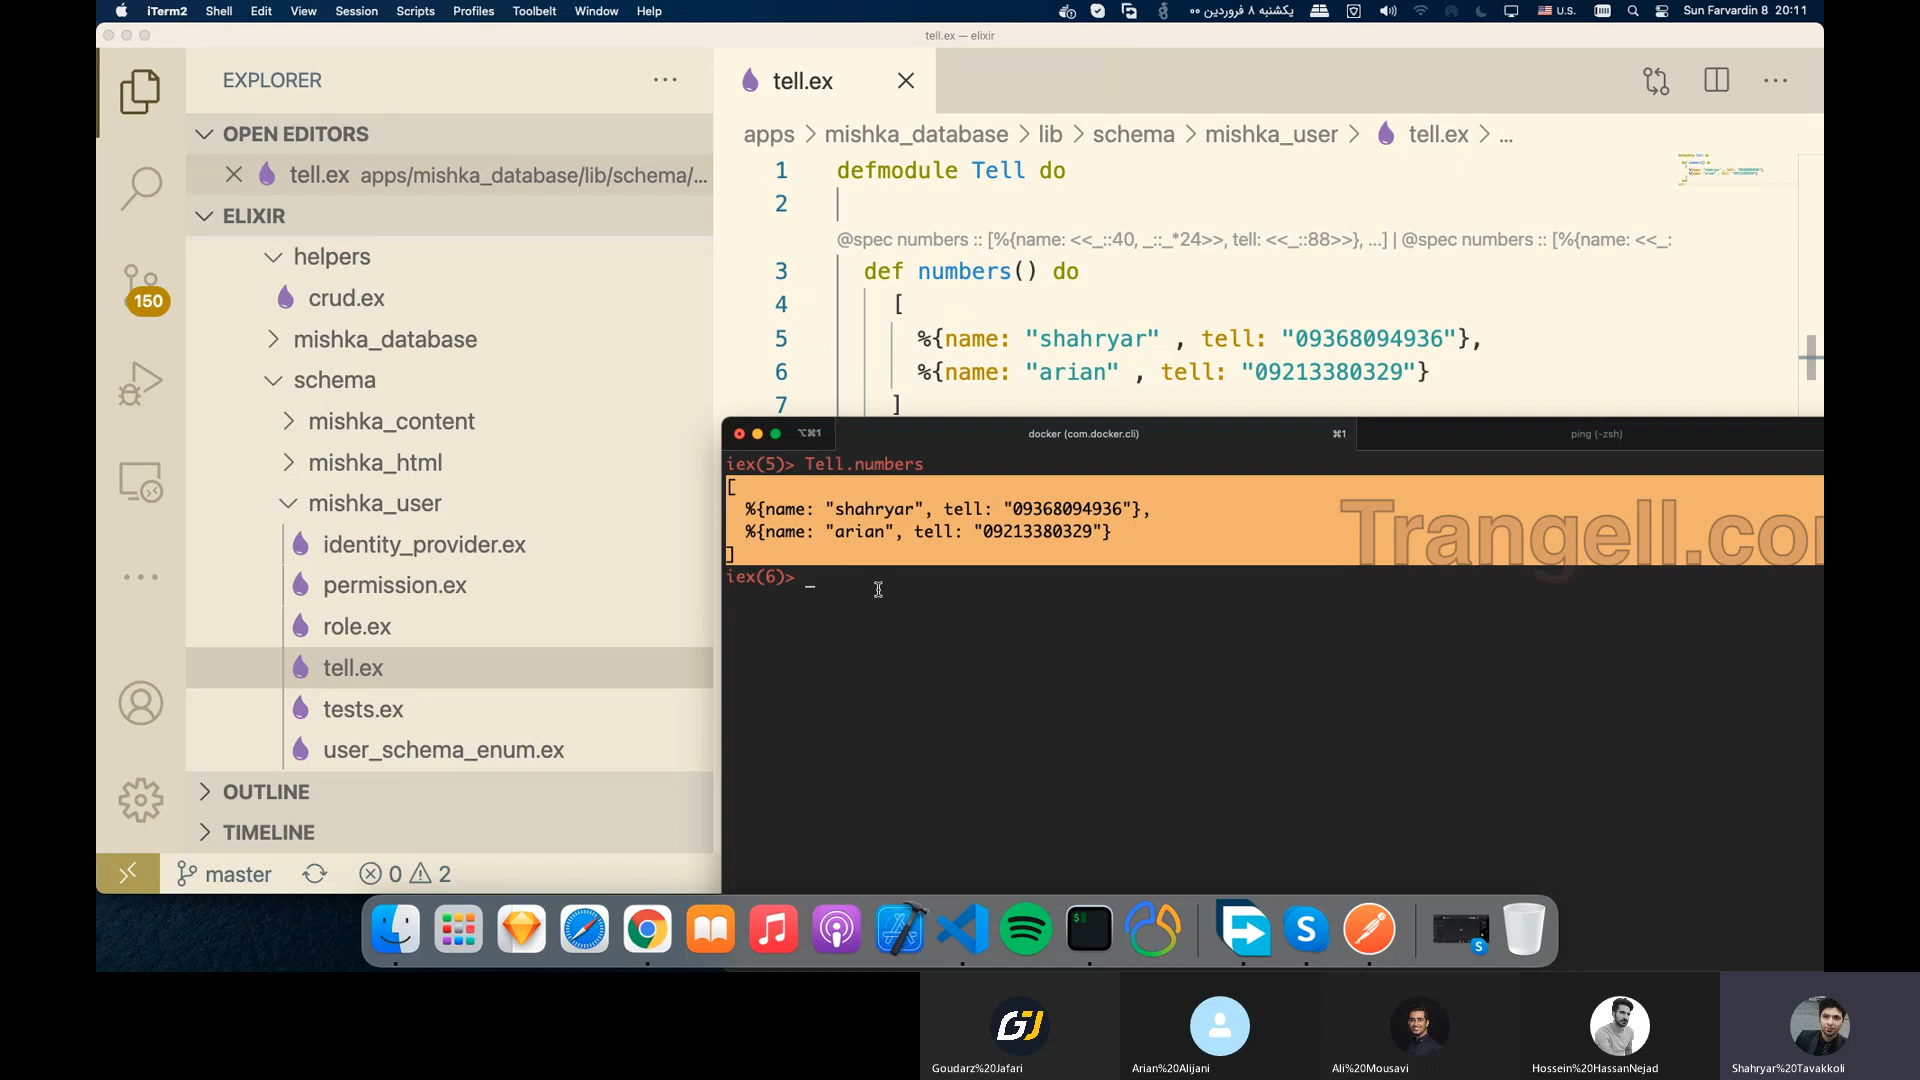 iTerm2 Shell Edit View Session Scripts Profiles Toolbelt Window Help
یکشنبه ۸ فروردین ۰۰ U.S. Sun Farvardin 8 20:11
tell.ex — elixir
EXPLORER
tell.ex
OPEN EDITORS
tell.ex apps/mishka_database/lib/schema/...
ELIXIR
helpers
crud.ex
mishka_database
schema
mishka_content
mishka_html
mishka_user
identity_provider.ex
permission.ex
role.ex
tell.ex
tests.ex
user_schema_enum.ex
OUTLINE
TIMELINE
150
master 0 2
apps > mishka_database > lib > schema > mishka_user > tell.ex > ...
1 defmodule Tell do
2
@spec numbers :: [%{name: <<_::40, _::_*24>>, tell: <<_::88>>}, ...] | @spec numbers :: [%{name: <<_:
3 def numbers() do
4 [
5 %{name: "shahryar" , tell: "09368094936"},
6 %{name: "arian" , tell: "09213380329"}
7 ]
⌥⌘1 docker (com.docker.cli) ⌘1 ping (-zsh)
iex(5)> Tell.numbers
[
%{name: "shahryar", tell: "09368094936"},
%{name: "arian", tell: "09213380329"}
]
iex(6)> _
Trangell.co
Goudarz%20Jafari
Arian%20Alijani
Ali%20Mousavi
Hossein%20HassanNejad
Shahryar%20Tavakkoli